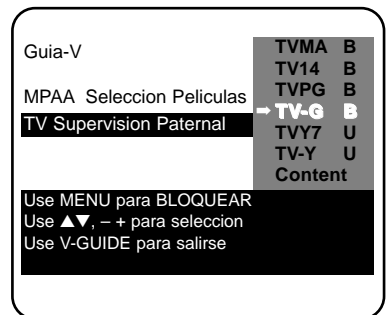 Guia-V
MPAA Seleccion Peliculas
TV Supervision Paternal
TVMA B
TV14 B
TVPG B
➡ TV-G B
TVY7 U
TV-Y U
Content
Use MENU para BLOQUEAR
Use ▲▼, – + para seleccion
Use V-GUIDE para salirse